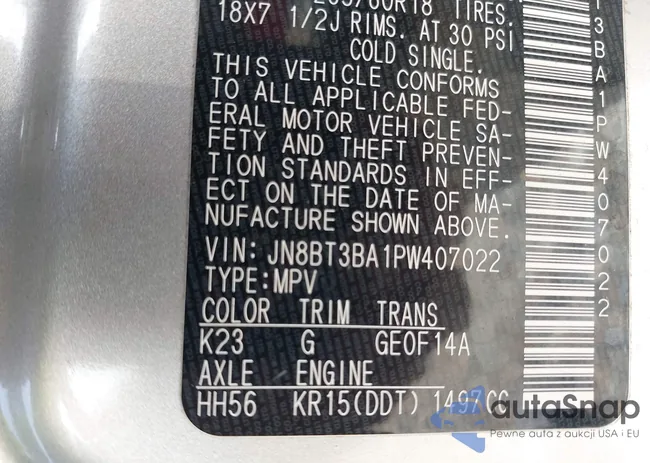 TIRES.
18X7 1/2J RIMS. AT 30 PSI
COLD SINGLE.
THIS VEHICLE CONFORMS
TO ALL APPLICABLE FED-
ERAL MOTOR VEHICLE SA-
FETY AND THEFT PREVEN-
TION STANDARDS IN EFF-
ECT ON THE DATE OF MA-
NUFACTURE SHOWN ABOVE.
VIN: JN8BT3BA1PW407022
TYPE:MPV
COLOR TRIM TRANS
K23 G GE0F14A
AXLE ENGINE
HH56 KR15(DDT) 1497CC
3BA1PW407022
autoSnap
Pewne auta z aukcji USA i EU